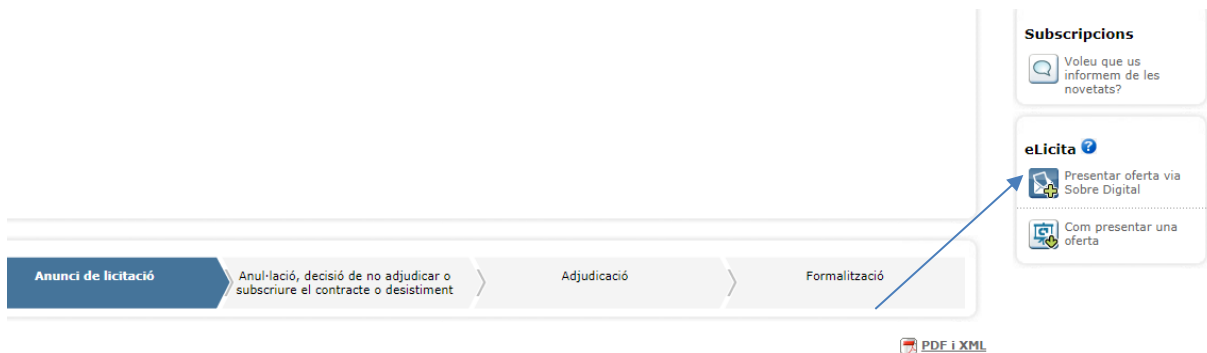 Subscripcions
Voleu que us
informem de les
novetats?
eLicita
Presentar oferta via
Sobre Digital
Com presentar una
oferta
Anunci de licitació
Anul·lació, decisió de no adjudicar o
subscriure el contracte o desistiment
Adjudicació
Formalització
PDF i XML